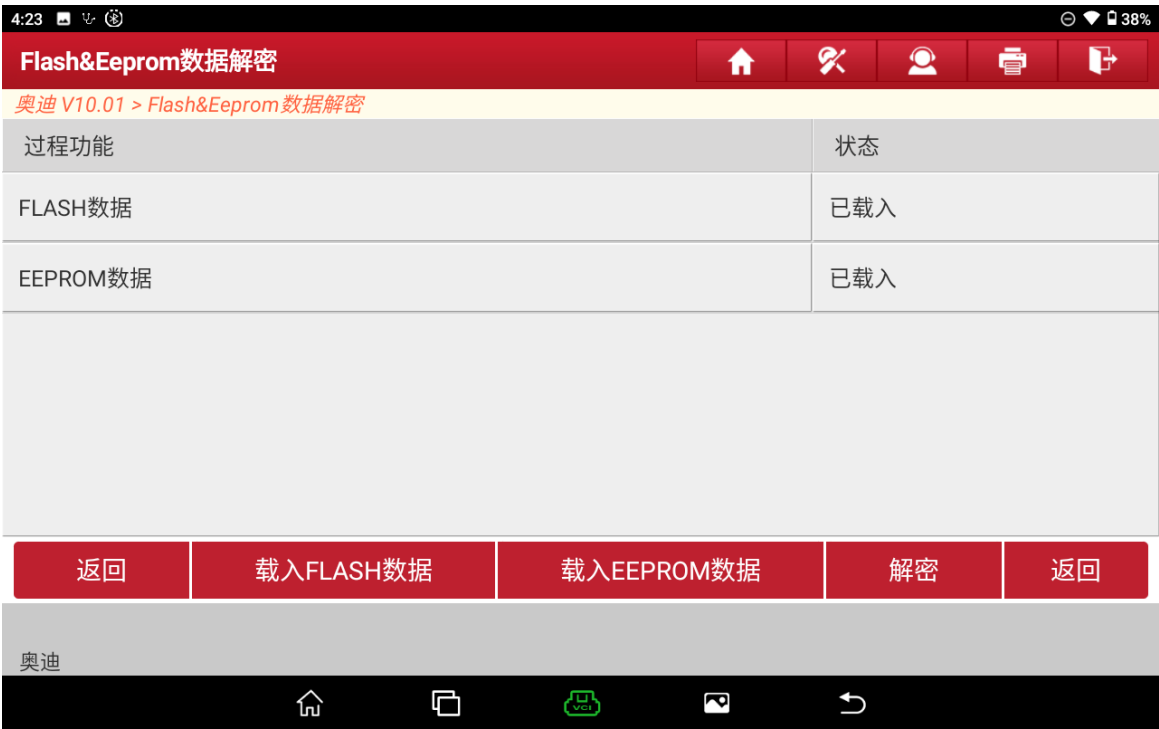 4:23 38%
Flash&Eeprom数据解密
奥迪 V10.01 > Flash&Eeprom数据解密
过程功能 状态
FLASH数据 已载入
EEPROM数据 已载入
返回 载入FLASH数据 载入EEPROM数据 解密 返回
奥迪
VCI